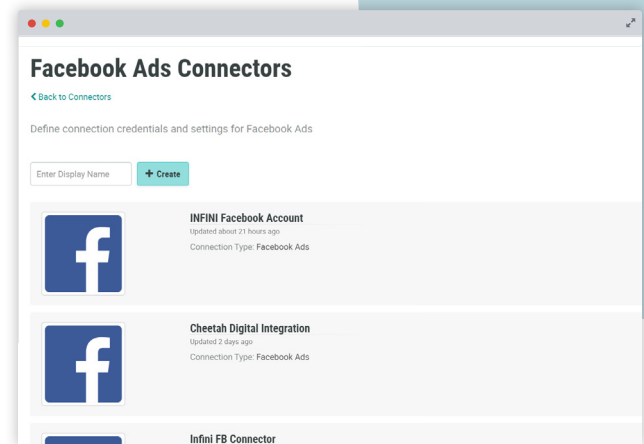 Facebook Ads Connectors
Back to Connectors
Define connection credentials and settings for Facebook Ads
Enter Display Name
+ Create
INFINI Facebook Account
Updated about 21 hours ago
Connection Type: Facebook Ads
Cheetah Digital Integration
Updated 2 days ago
Connection Type: Facebook Ads
Infini FB Connector